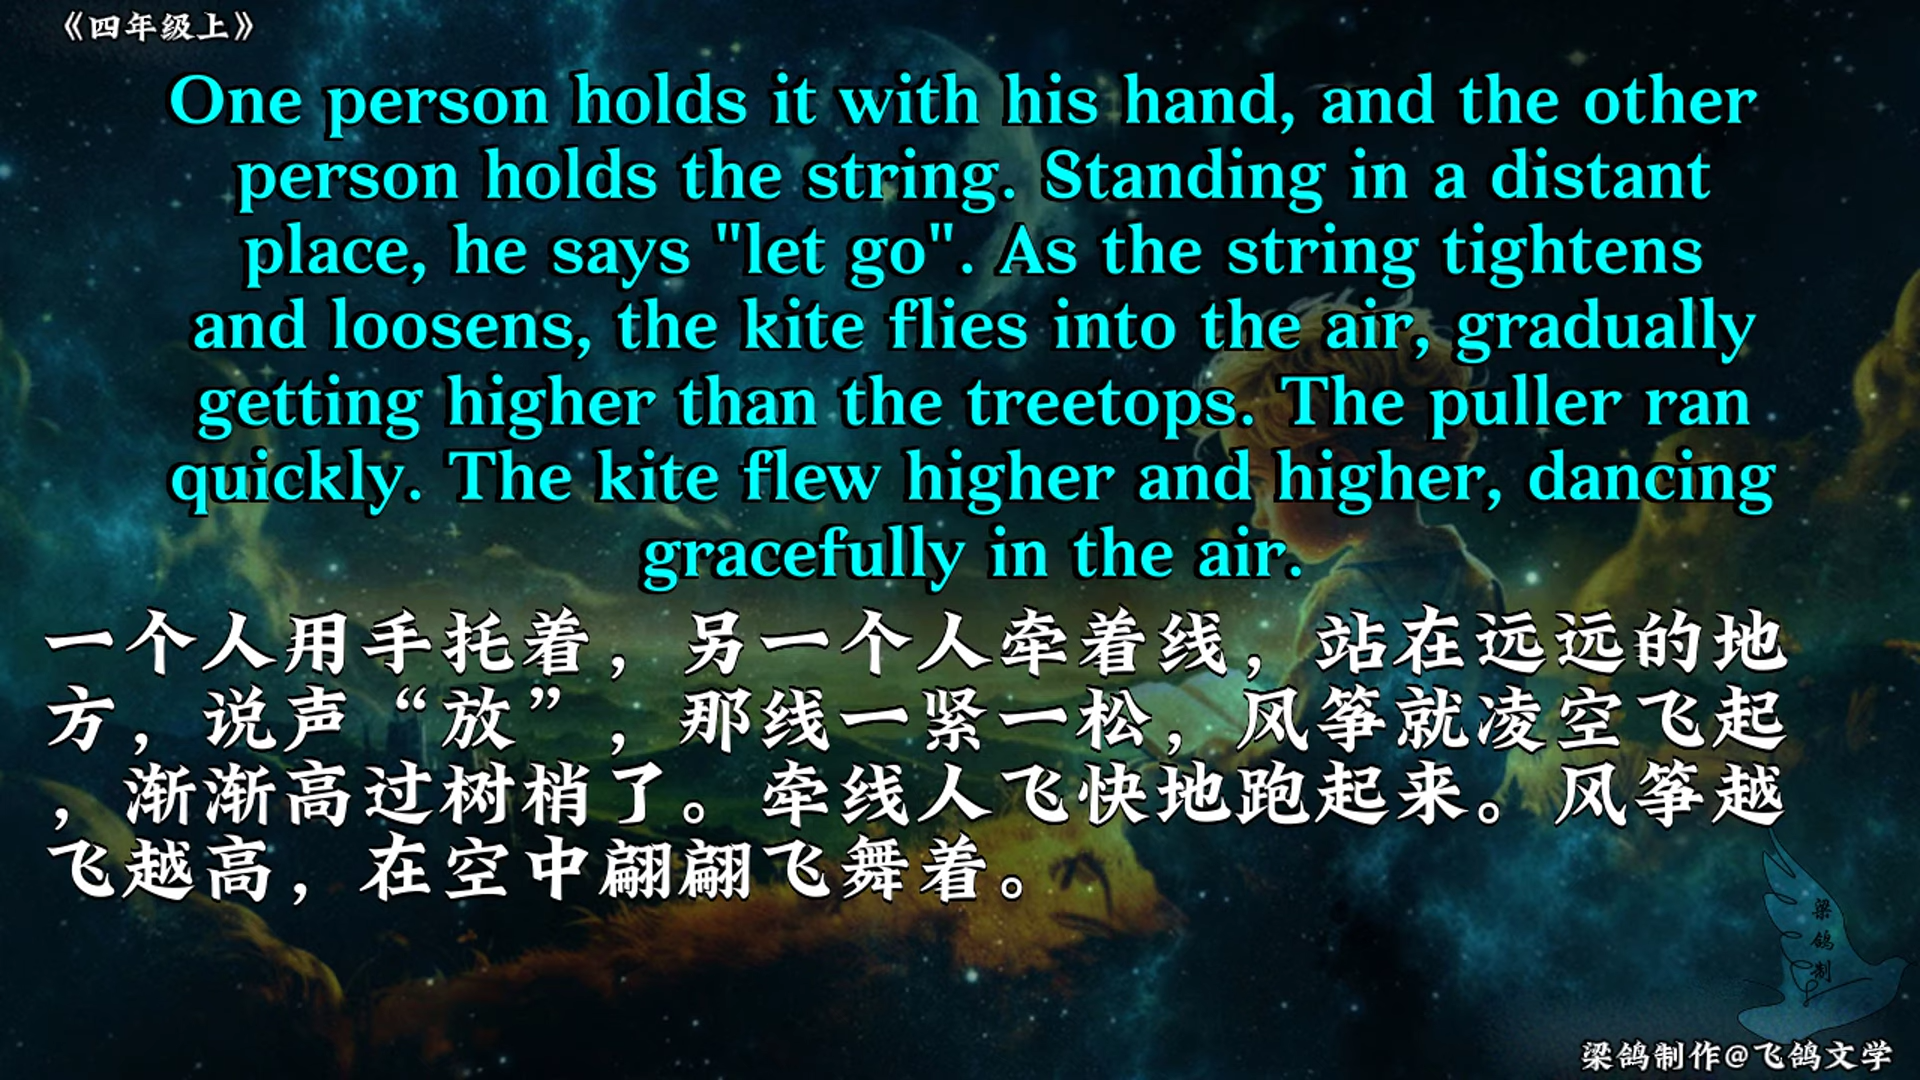 《四年级上》
One person holds it with his hand, and the other
person holds the string. Standing in a distant
place, he says "let go". As the string tightens
and loosens, the kite flies into the air, gradually
getting higher than the treetops. The puller ran
quickly. The kite flew higher and higher, dancing
gracefully in the air.
一个人用手托着，另一个人牵着线，站在远远的地
方，说声“放”，那线一紧一松，风筝就凌空飞起
，渐渐高过树梢了。牵线人飞快地跑起来。风筝越
飞越高，在空中翩翩飞舞着。
梁
鸽
制
梁鸽制作@飞鸽文学